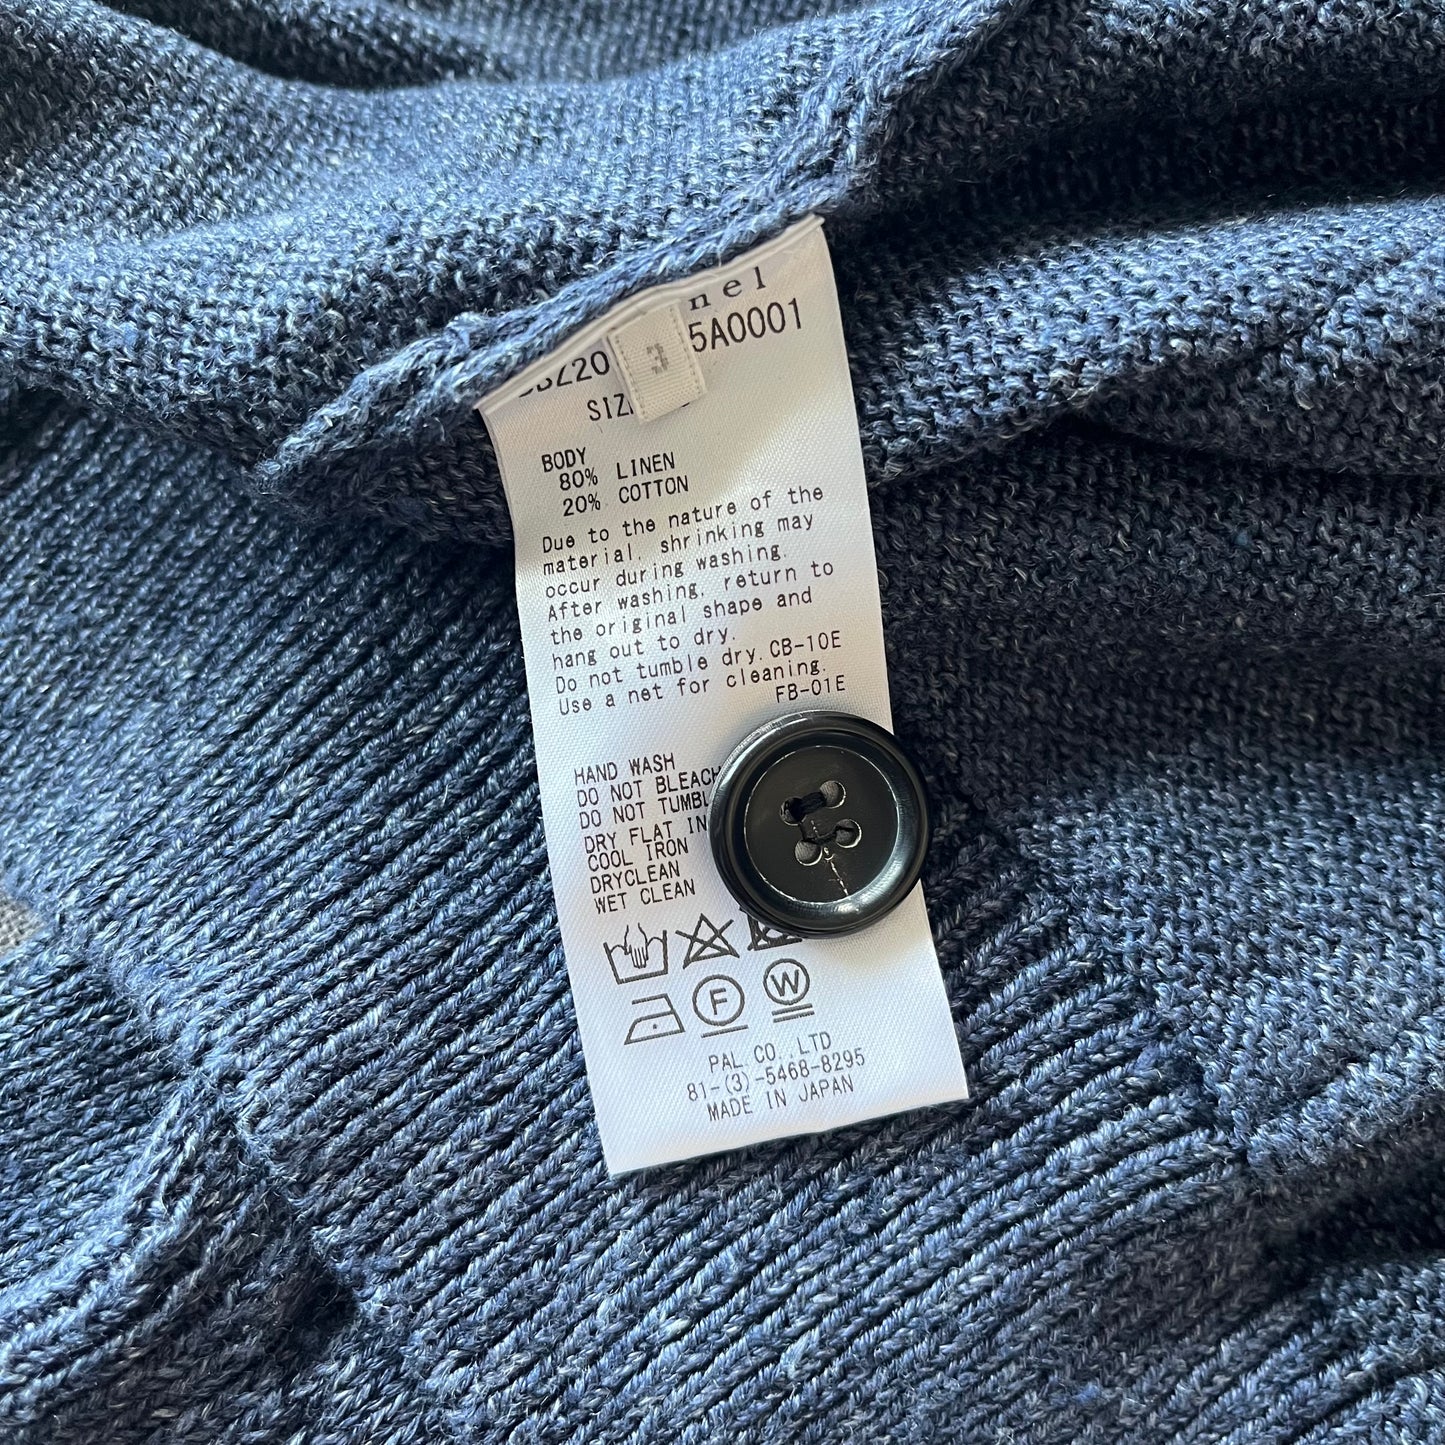 nel
5A0001
BODY
80% LINEN
20% COTTON
Due to the nature of the
material, shrinking may
occur during washing.
After washing, return to
the original shape and
hang out to dry.
Do not tumble dry. CB-10E
Use a net for cleaning.
FB-01E
HAND WASH
DO NOT BLEACH
DO NOT TUMBL
DRY FLAT IN
COOL IRON
DRYCLEAN
WET CLEAN
F
W
PAL CO.,LTD
81-(3)-5468-8295
MADE IN JAPAN